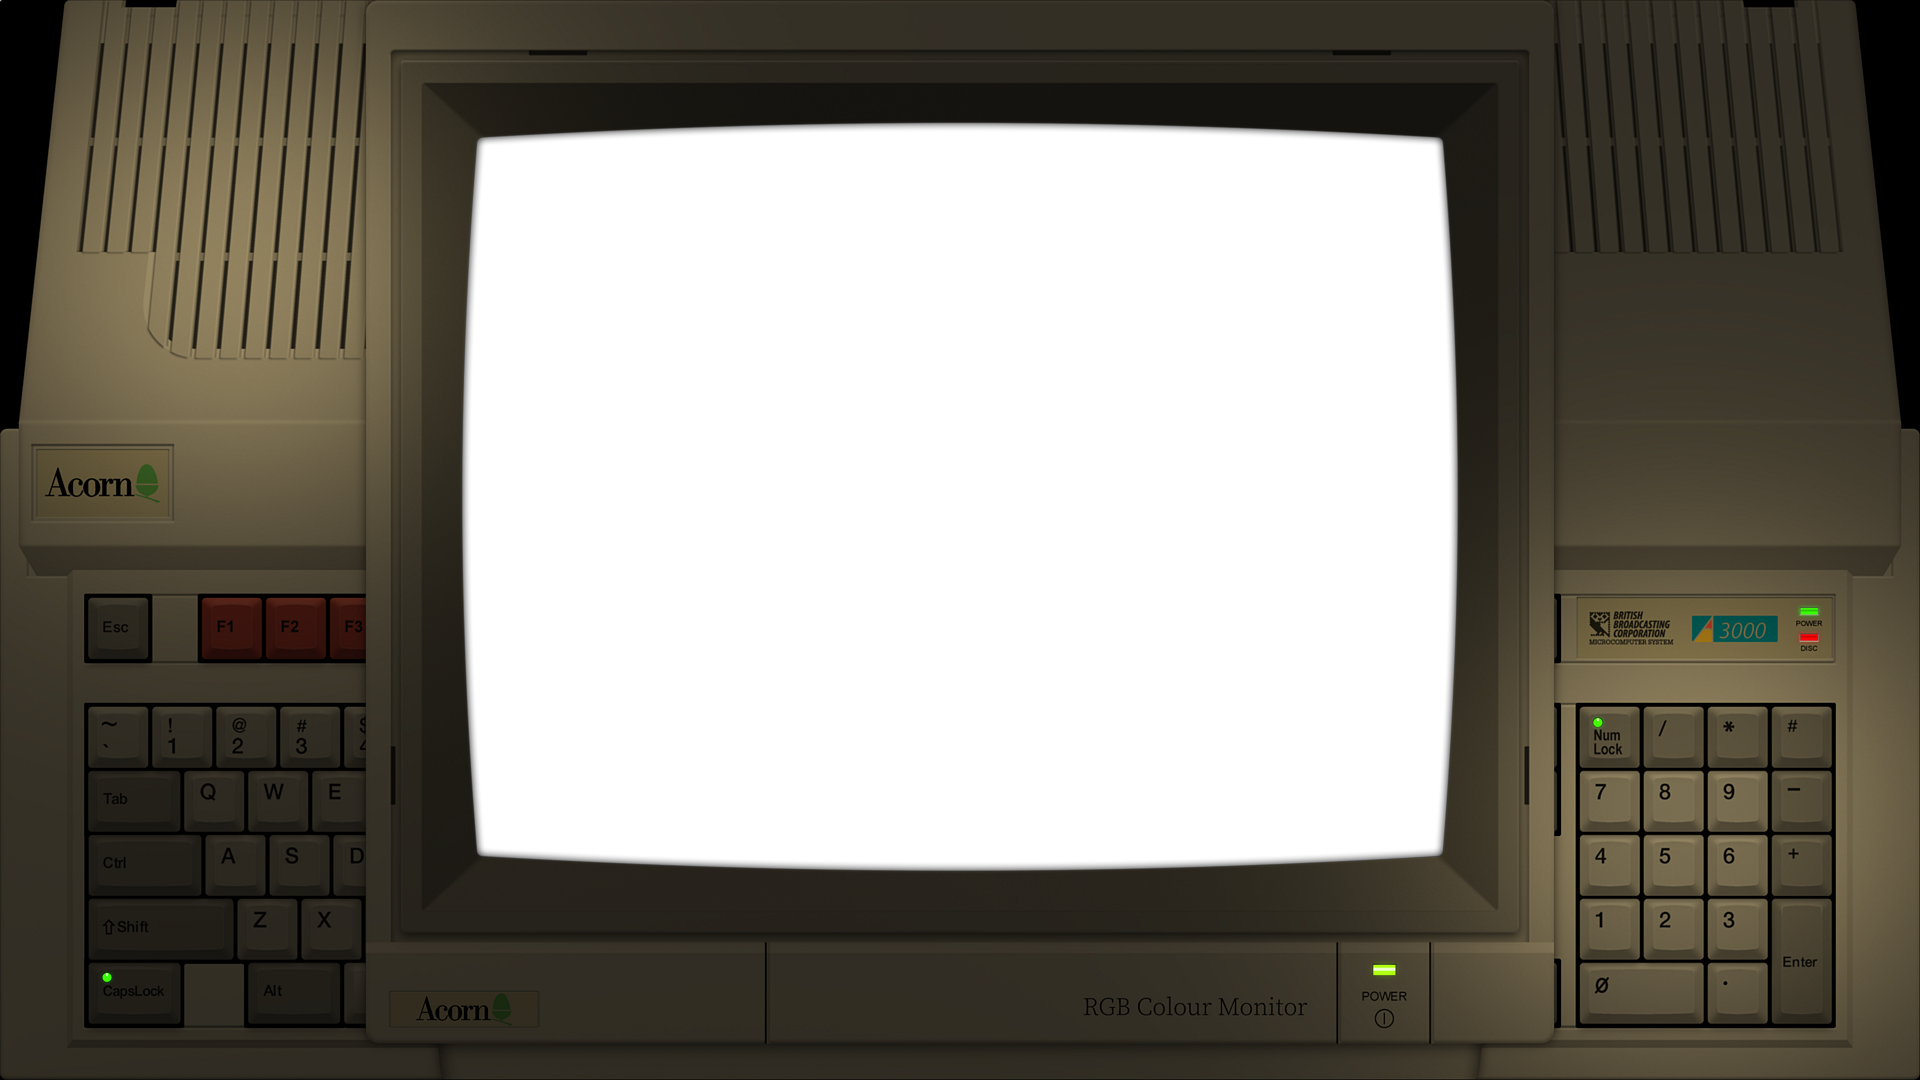 Acorn
Esc
F1
F2
F3
BRITISH
BROADCASTING
CORPORATION
MICROCOMPUTER SYSTEM
3000
POWER
DISC
~
`
!
1
@
2
#
3
$
4
Num
Lock
/
*
#
Tab
Q
W
E
7
8
9
−
Ctrl
A
S
D
4
5
6
+
⇧Shift
Z
X
1
2
3
Enter
CapsLock
Alt
Ø
.
Acorn
RGB Colour Monitor
POWER